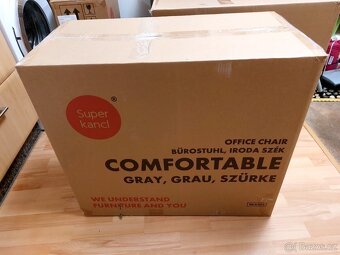 Super
kancl
®
OFFICE CHAIR
BÜROSTUHL, IRODA SZÉK
COMFORTABLE
GRAY, GRAU, SZÜRKE
WE UNDERSTAND
FURNITURE AND YOU